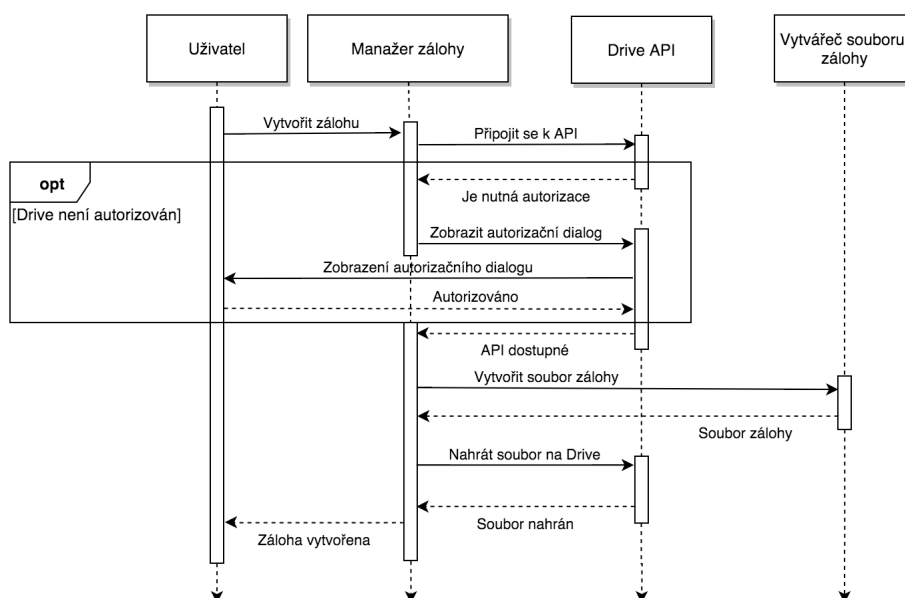 Uživatel
Manažer zálohy
Drive API
Vytvářeč souboru
zálohy
Vytvořit zálohu
Připojit se k API
opt
Je nutná autorizace
[Drive není autorizován]
Zobrazit autorizační dialog
Zobrazení autorizačního dialogu
Autorizováno
API dostupné
Vytvořit soubor zálohy
Soubor zálohy
Nahrát soubor na Drive
Soubor nahrán
Záloha vytvořena